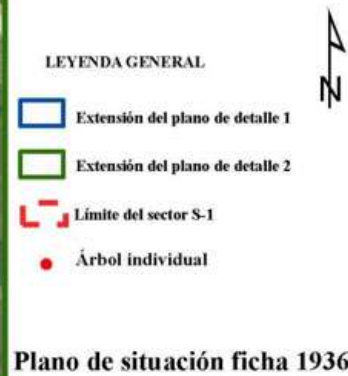 N
LEYENDA GENERAL
Extensión del plano de detalle 1
Extensión del plano de detalle 2
Límite del sector S-1
Árbol individual
Plano de situación ficha 1936